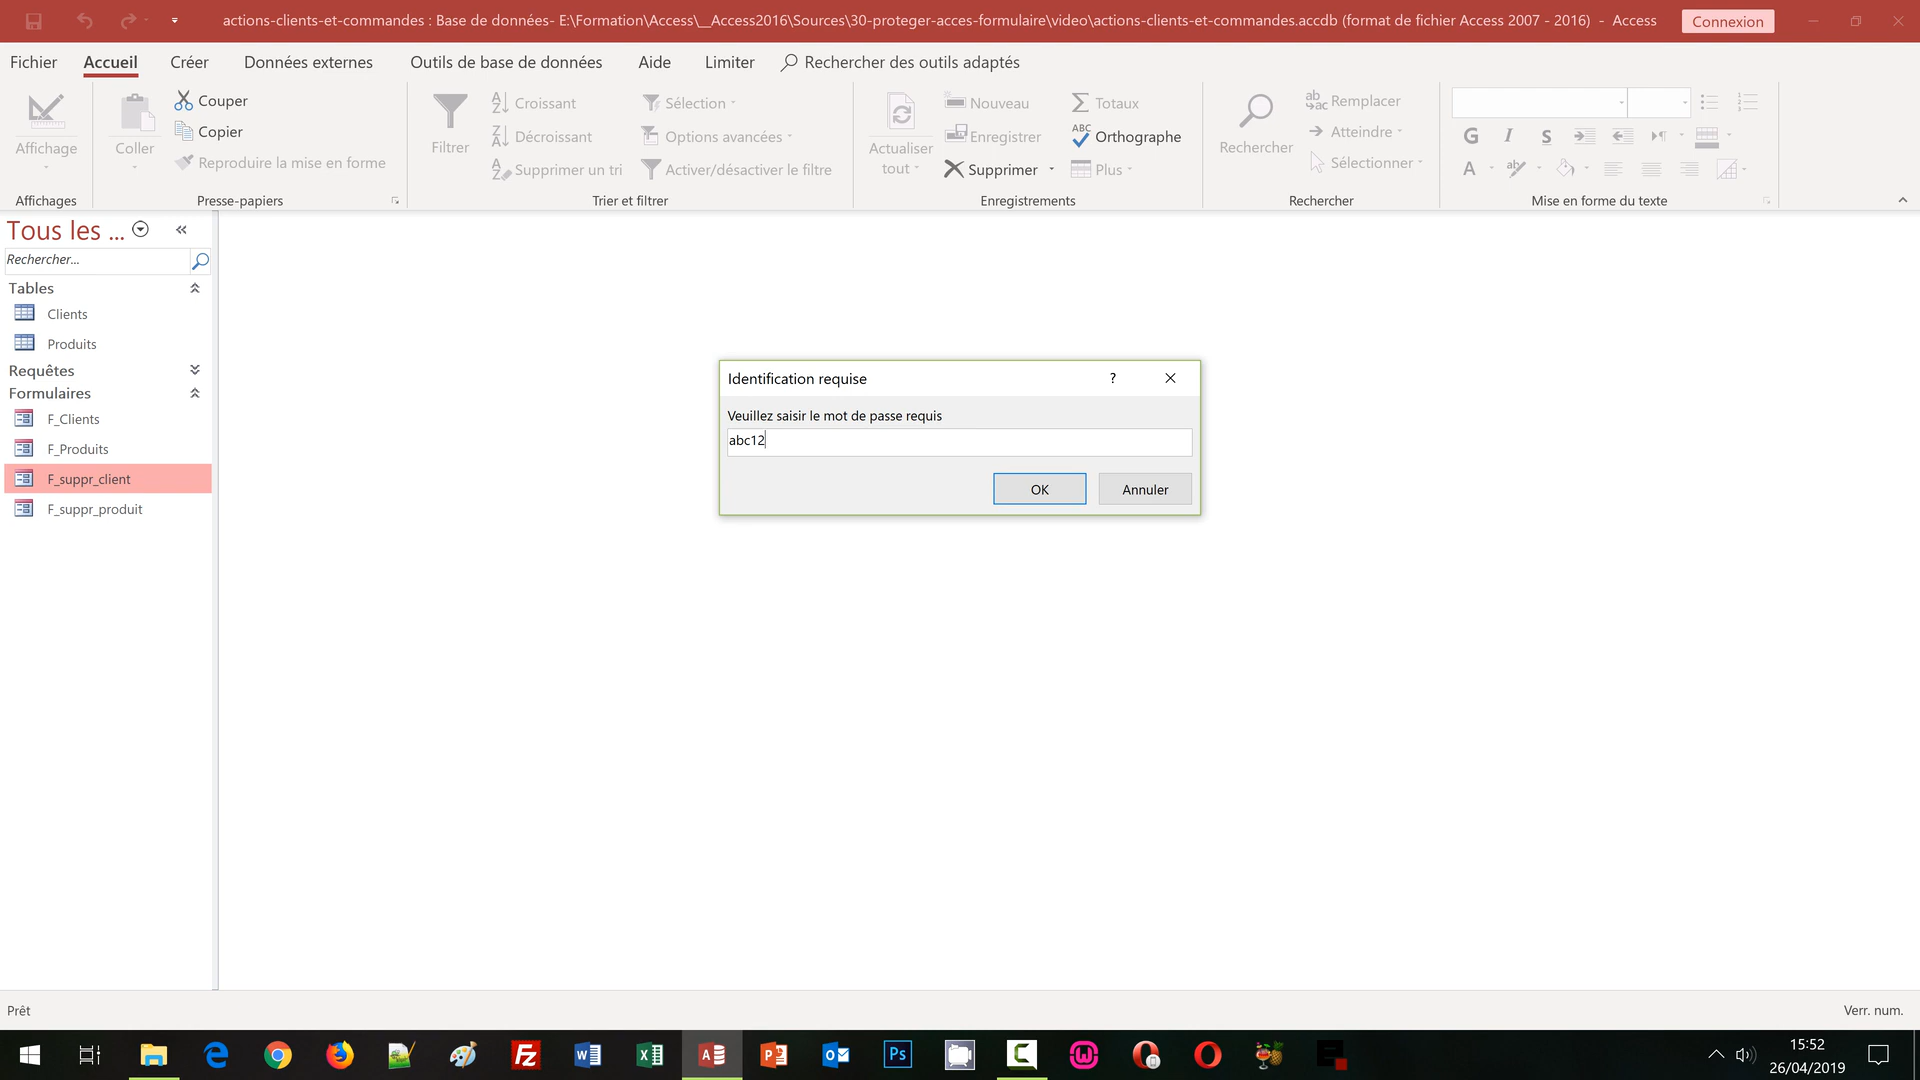 actions-clients-et-commandes : Base de données- E:\Formation\Access\__Access2016\Sources\30-proteger-acces-formulaire\video\actions-clients-et-commandes.accdb (format de fichier Access 2007 - 2016) - Access
Connexion
Fichier Accueil Créer Données externes Outils de base de données Aide Limiter Rechercher des outils adaptés
Affichage
Affichages
Coller
Couper
Copier
Reproduire la mise en forme
Presse-papiers
Filtrer
Croissant
Décroissant
Supprimer un tri
Sélection
Options avancées
Activer/désactiver le filtre
Trier et filtrer
Actualiser
tout
Nouveau
Enregistrer
Supprimer
Totaux
Orthographe
Plus
Enregistrements
Rechercher
Remplacer
Atteindre
Sélectionner
Rechercher
G I S
A
Mise en forme du texte
Tous les ...
Rechercher...
Tables
Clients
Produits
Requêtes
Formulaires
F_Clients
F_Produits
F_suppr_client
F_suppr_produit
Identification requise ?
Veuillez saisir le mot de passe requis
abc12
OK Annuler
Prêt
Verr. num.
15:52
26/04/2019